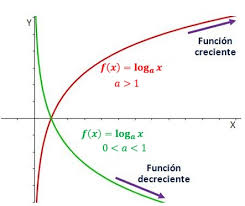 Y
Función
creciente
f(x) = logₐ x
a > 1
X
f(x) = logₐ x
0 < a < 1
Función
decreciente